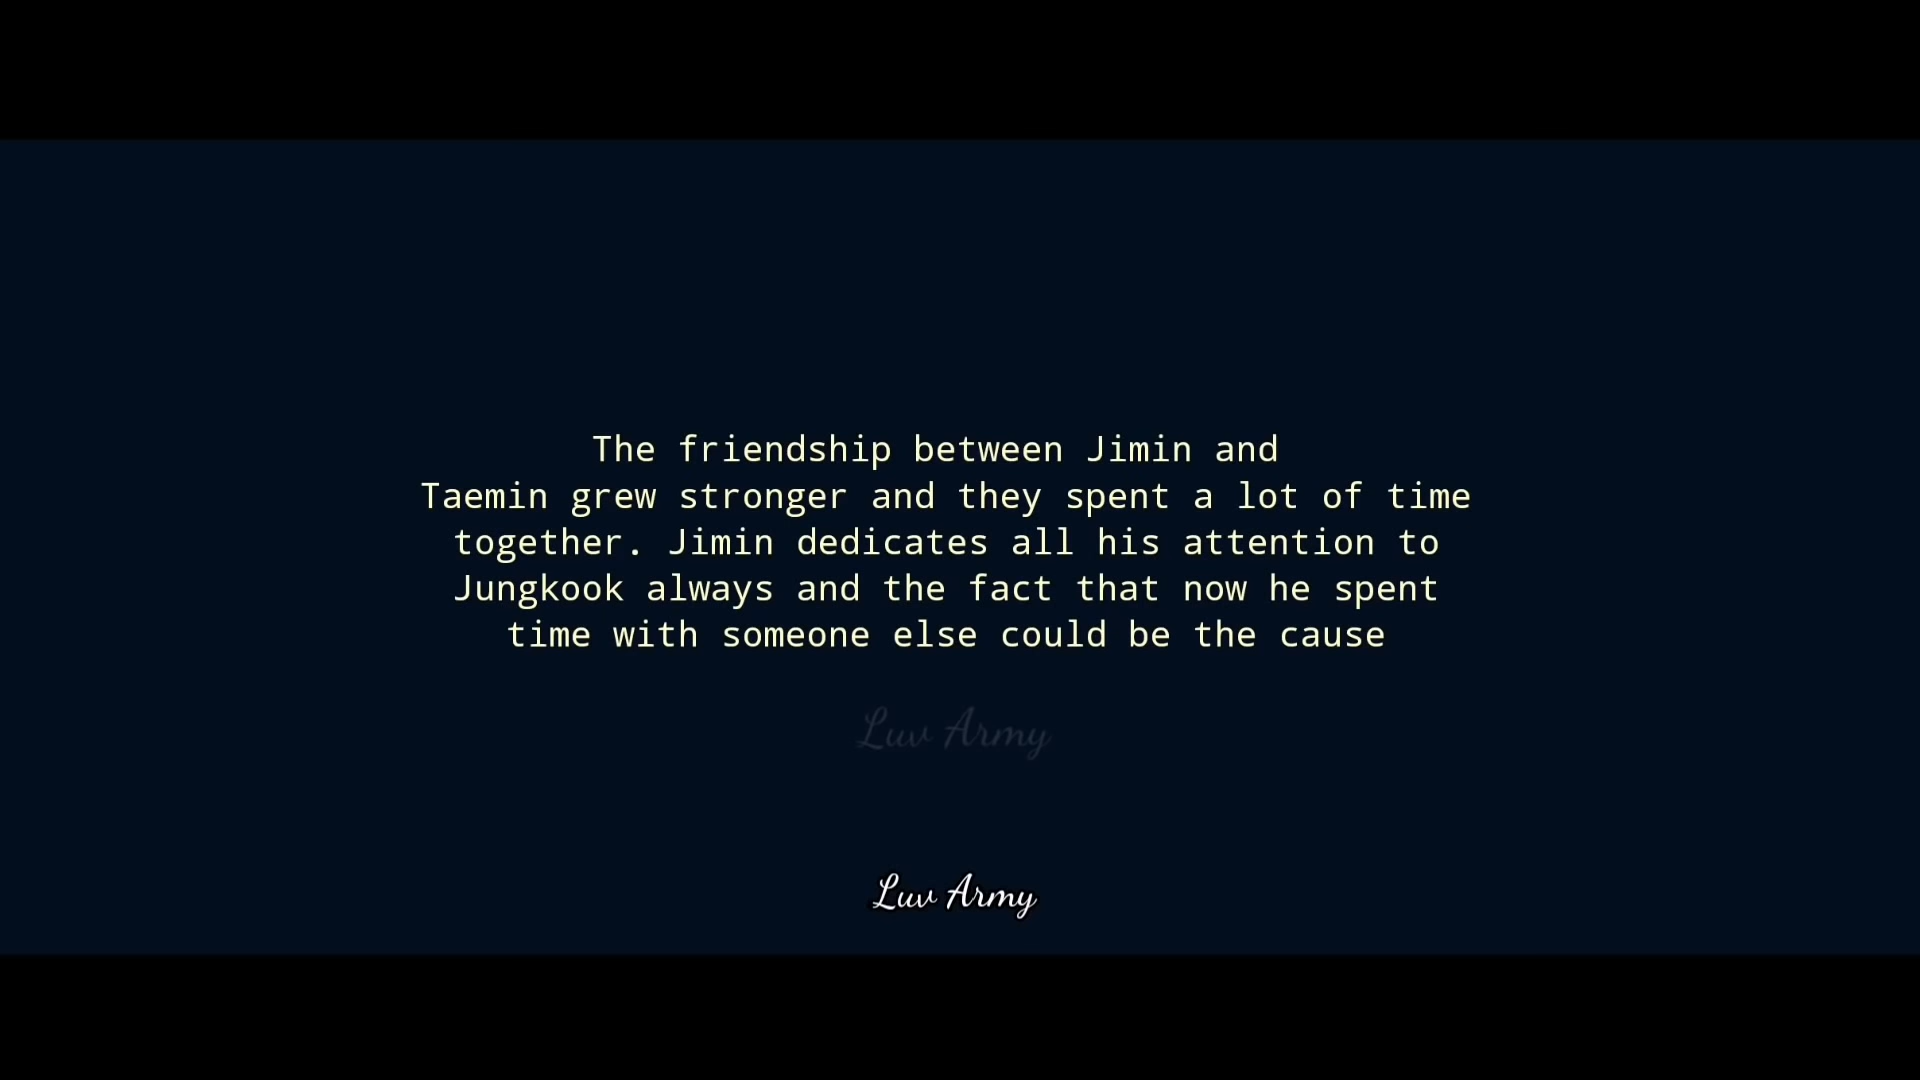 The friendship between Jimin and
Taemin grew stronger and they spent a lot of time
together. Jimin dedicates all his attention to
Jungkook always and the fact that now he spent
time with someone else could be the cause
Luv Army
Luv Army